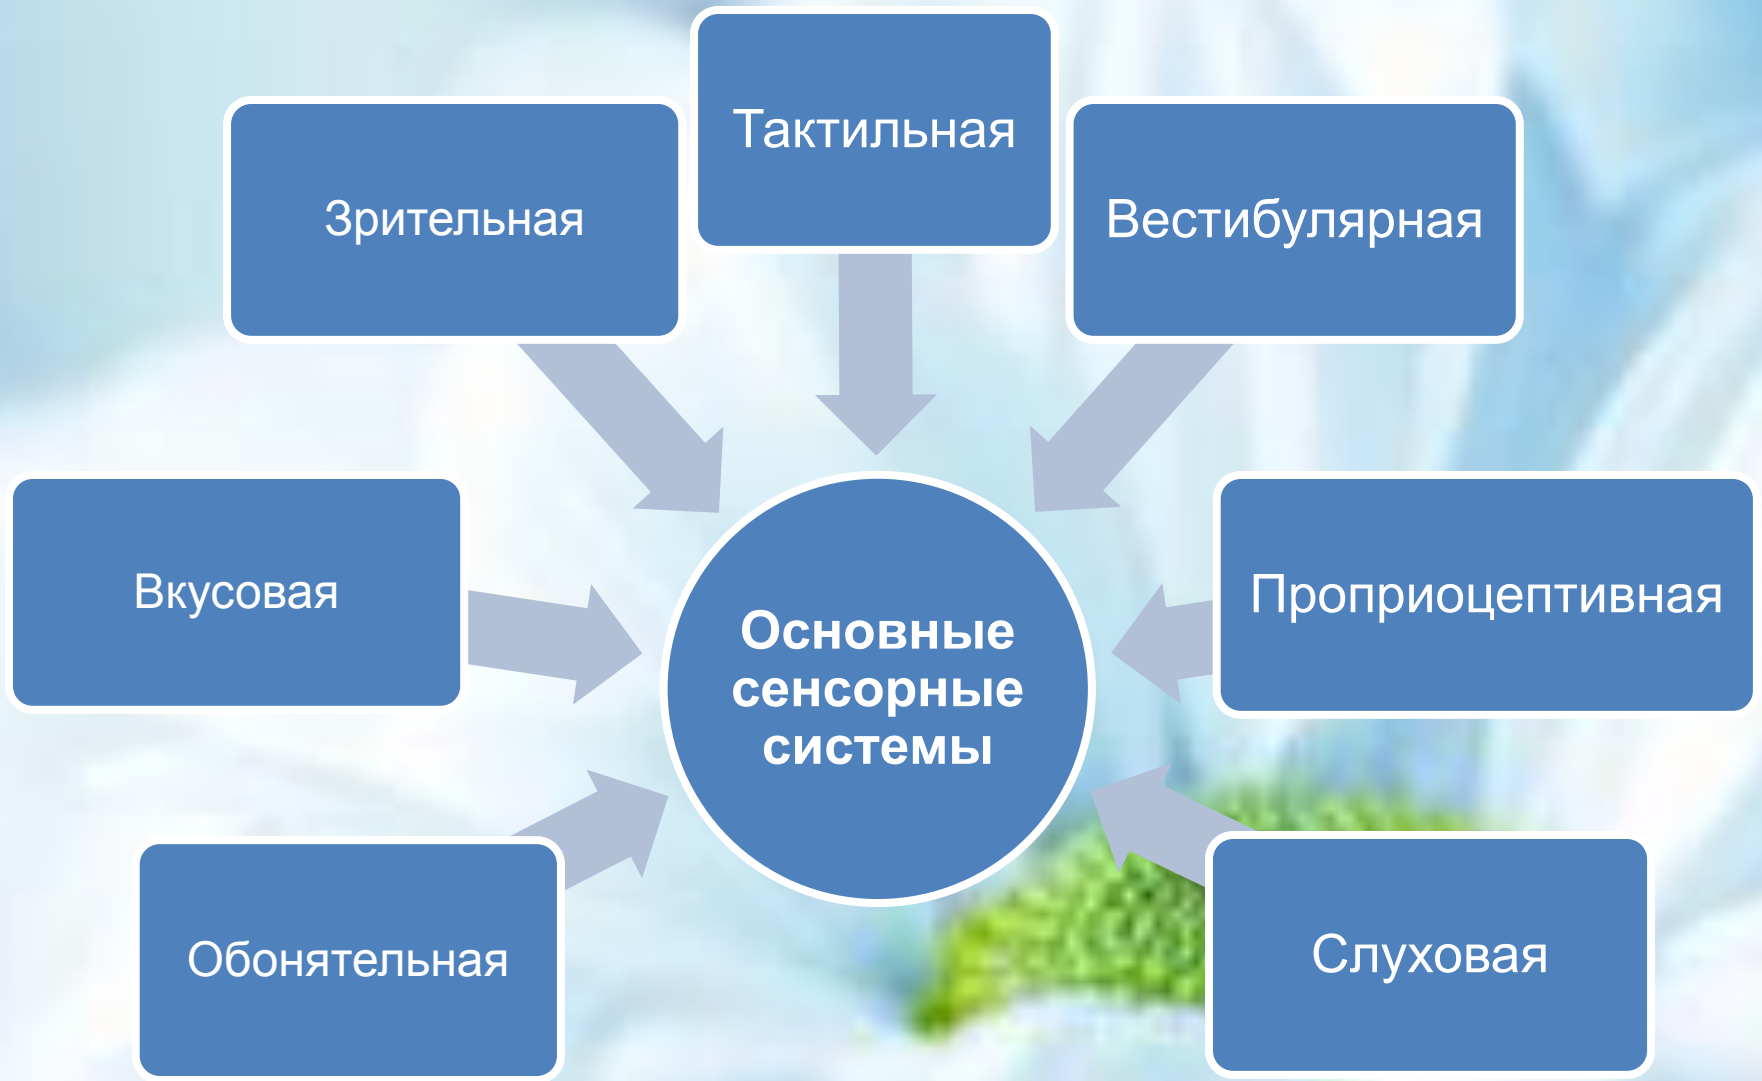 Тактильная
Зрительная
Вестибулярная
Вкусовая
Проприоцептивная
Основные
сенсорные
системы
Обонятельная
Слуховая